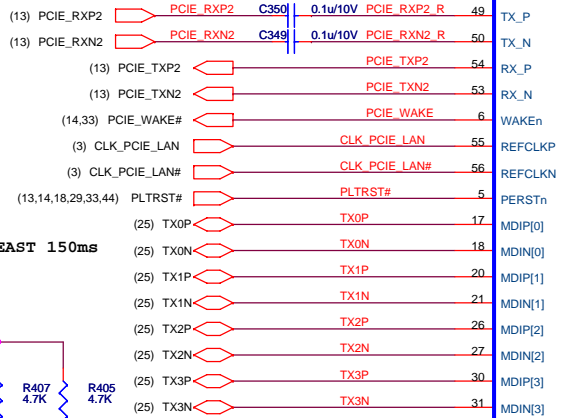 (13) PCIE_RXP2 PCIE_RXP2 C350 0.1u/10V PCIE_RXP2_R 49 TX_P
(13) PCIE_RXN2 PCIE_RXN2 C349 0.1u/10V PCIE_RXN2_R 50 TX_N
(13) PCIE_TXP2 PCIE_TXP2 54 RX_P
(13) PCIE_TXN2 PCIE_TXN2 53 RX_N
(14,33) PCIE_WAKE# PCIE_WAKE 6 WAKEn
(3) CLK_PCIE_LAN CLK_PCIE_LAN 55 REFCLKP
(3) CLK_PCIE_LAN# CLK_PCIE_LAN# 56 REFCLKN
(13,14,18,29,33,44) PLTRST# PLTRST# 5 PERSTn
(25) TX0P TX0P 17 MDIP[0]
EAST 150ms (25) TX0N TX0N 18 MDIN[0]
(25) TX1P TX1P 20 MDIP[1]
(25) TX1N TX1N 21 MDIN[1]
(25) TX2P TX2P 26 MDIP[2]
(25) TX2N TX2N 27 MDIN[2]
(25) TX3P TX3P 30 MDIP[3]
R407 R405
4.7K 4.7K
(25) TX3N TX3N 31 MDIN[3]